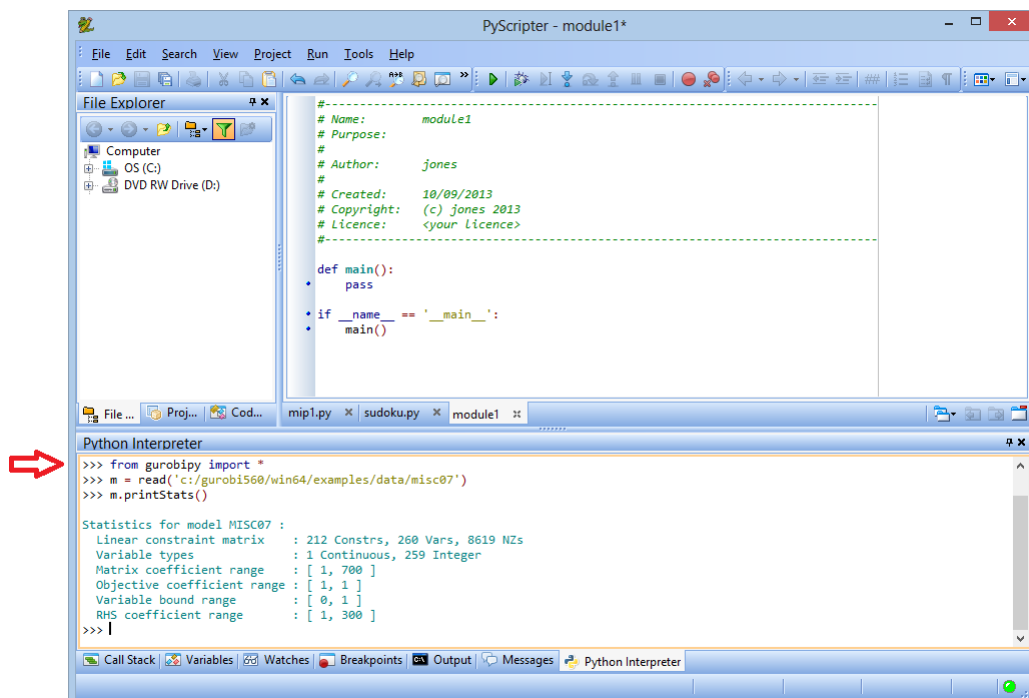 PyScripter - module1*
File Edit Search View Project Run Tools Help
File Explorer
Computer
OS (C:)
DVD RW Drive (D:)
File ... Proj... Cod...
#-------------------------------------------------------------------------------
# Name:        module1
# Purpose:
#
# Author:      jones
#
# Created:     10/09/2013
# Copyright:   (c) jones 2013
# Licence:     <your licence>
#-------------------------------------------------------------------------------
def main():
    pass
if __name__ == '__main__':
    main()
mip1.py sudoku.py module1
Python Interpreter
>>> from gurobipy import *
>>> m = read('c:/gurobi560/win64/examples/data/misc07')
>>> m.printStats()
Statistics for model MISC07 :
  Linear constraint matrix    : 212 Constrs, 260 Vars, 8619 NZs
  Variable types              : 1 Continuous, 259 Integer
  Matrix coefficient range    : [ 1, 700 ]
  Objective coefficient range : [ 1, 1 ]
  Variable bound range        : [ 0, 1 ]
  RHS coefficient range       : [ 1, 300 ]
>>>
Call Stack Variables Watches Breakpoints Output Messages Python Interpreter